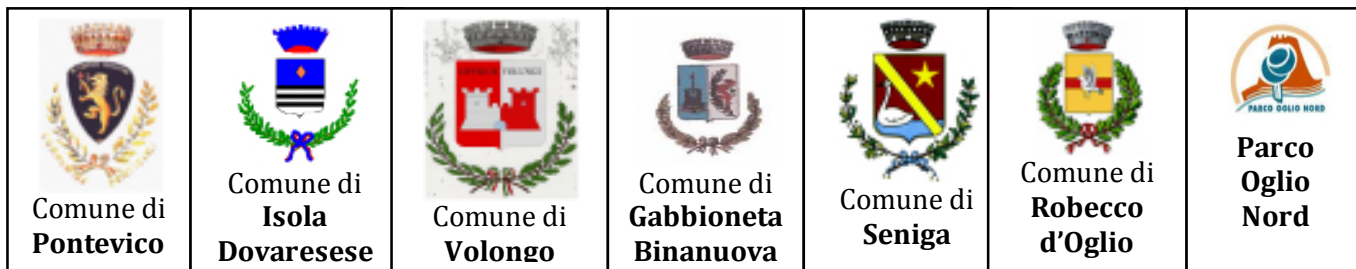 Comune di
Pontevico
Comune di
Isola
Dovaresese
Comune di
Volongo
Comune di
Gabbioneta
Binanuova
Comune di
Seniga
Comune di
Robecco
d’Oglio
PARCO OGLIO NORD
Parco
Oglio
Nord